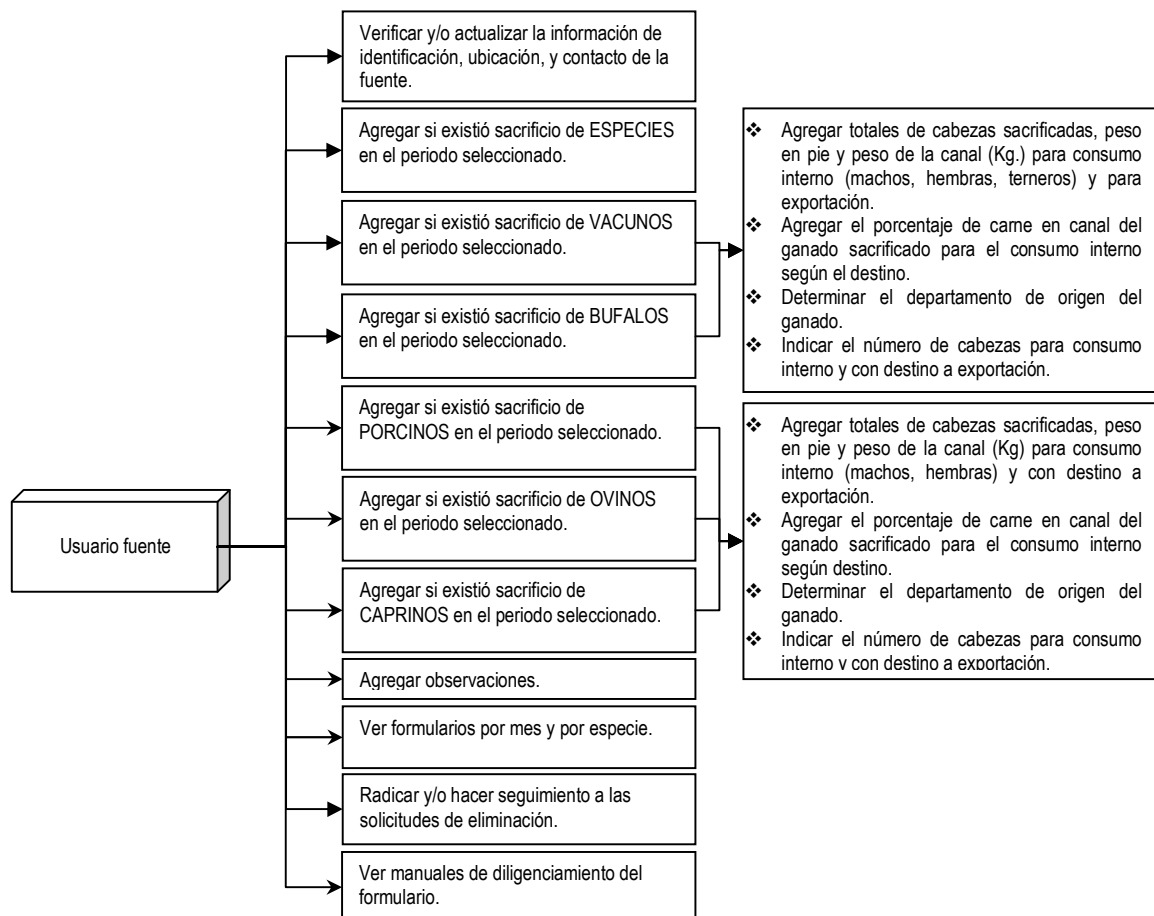 Verificar y/o actualizar la información de
identificación, ubicación, y contacto de la
fuente.
Agregar si existió sacrificio de ESPECIES
en el periodo seleccionado.
Agregar si existió sacrificio de VACUNOS
en el periodo seleccionado.
Agregar si existió sacrificio de BUFALOS
en el periodo seleccionado.
❖ Agregar totales de cabezas sacrificadas, peso
en pie y peso de la canal (Kg.) para consumo
interno (machos, hembras, terneros) y para
exportación.
❖ Agregar el porcentaje de carne en canal del
ganado sacrificado para el consumo interno
según el destino.
❖ Determinar el departamento de origen del
ganado.
❖ Indicar el número de cabezas para consumo
interno y con destino a exportación.
Agregar si existió sacrificio de
PORCINOS en el periodo seleccionado.
Agregar si existió sacrificio de OVINOS
en el periodo seleccionado.
Agregar si existió sacrificio de
CAPRINOS en el periodo seleccionado.
❖ Agregar totales de cabezas sacrificadas, peso
en pie y peso de la canal (Kg) para consumo
interno (machos, hembras) y con destino a
exportación.
❖ Agregar el porcentaje de carne en canal del
ganado sacrificado para el consumo interno
según destino.
❖ Determinar el departamento de origen del
ganado.
❖ Indicar el número de cabezas para consumo
interno y con destino a exportación.
Usuario fuente
Agregar observaciones.
Ver formularios por mes y por especie.
Radicar y/o hacer seguimiento a las
solicitudes de eliminación.
Ver manuales de diligenciamiento del
formulario.